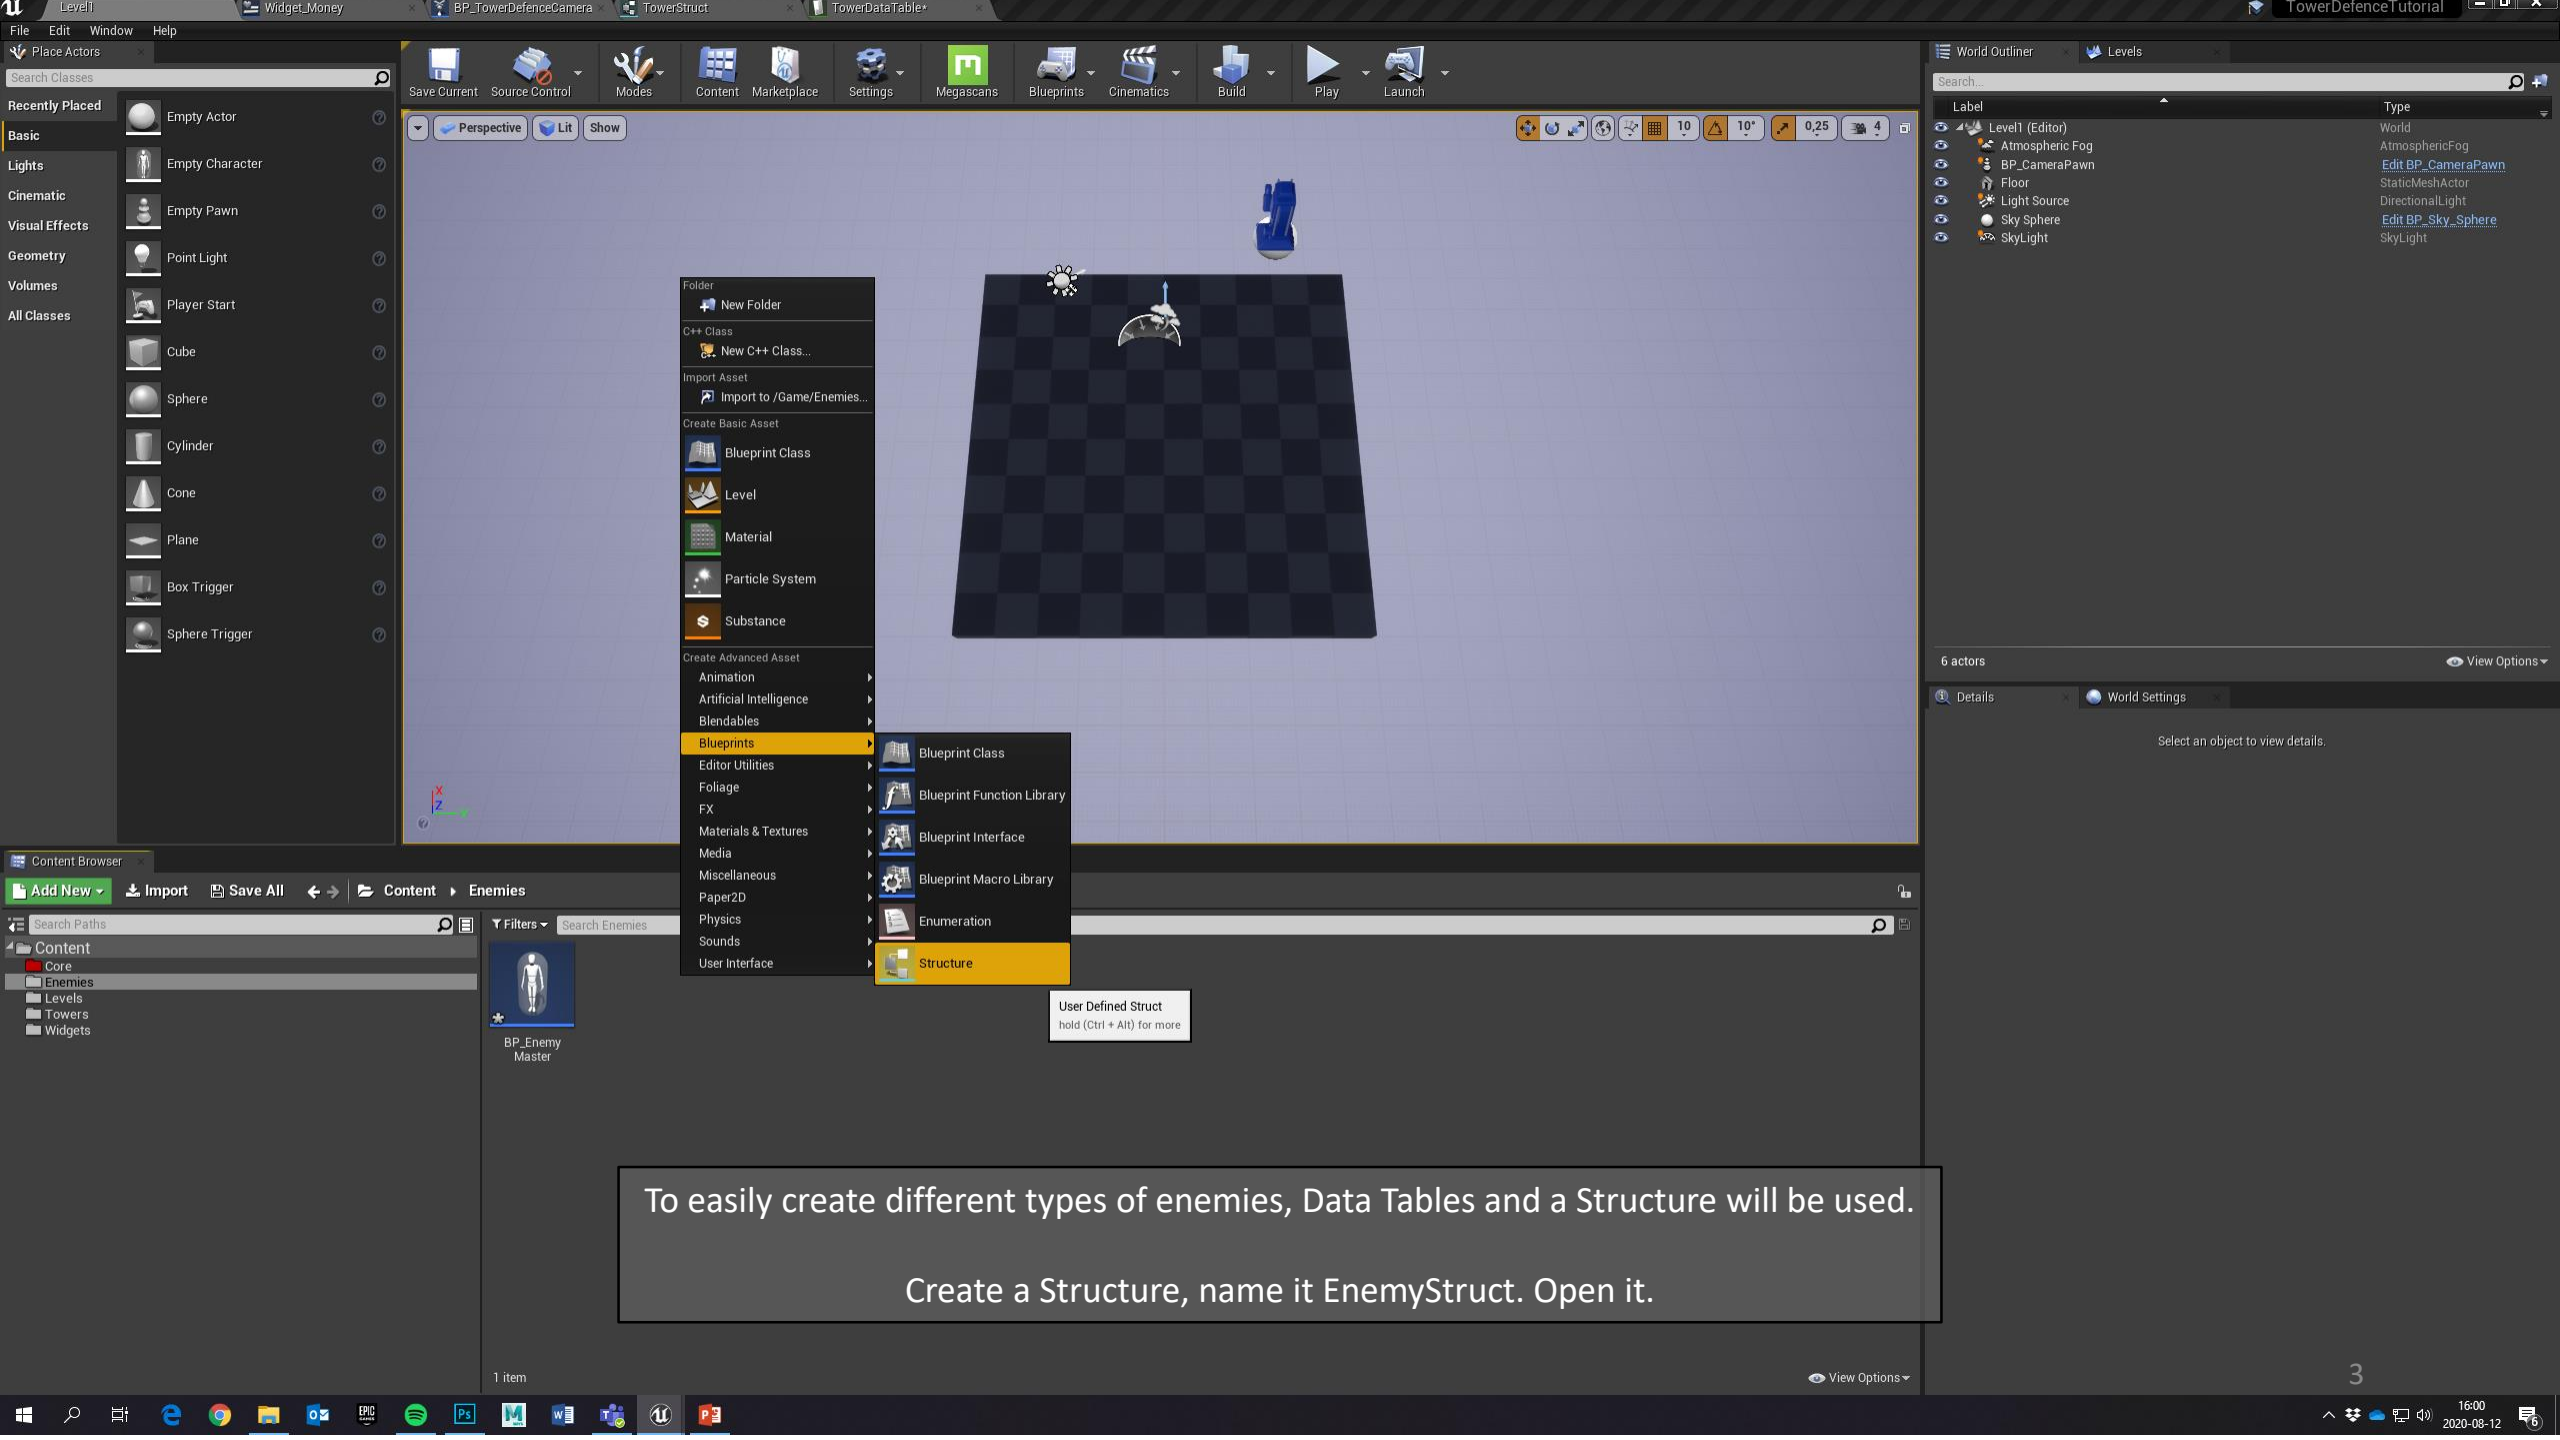 Level1
Widget_Money
BP_TowerDefenceCamera
TowerStruct
TowerDataTable*
TowerDefenceTutorial
File
Edit
Window
Help
Place Actors
Search Classes
Recently Placed
Basic
Lights
Cinematic
Visual Effects
Geometry
Volumes
All Classes
Empty Actor
Empty Character
Empty Pawn
Point Light
Player Start
Cube
Sphere
Cylinder
Cone
Plane
Box Trigger
Sphere Trigger
Save Current
Source Control
Modes
Content
Marketplace
Settings
Megascans
Blueprints
Cinematics
Build
Play
Launch
Perspective
Lit
Show
10
10°
0,25
4
Folder
New Folder
C++ Class
New C++ Class...
Import Asset
Import to /Game/Enemies...
Create Basic Asset
Blueprint Class
Level
Material
Particle System
Substance
Create Advanced Asset
Animation
Artificial Intelligence
Blendables
Blueprints
Editor Utilities
Foliage
FX
Materials & Textures
Media
Miscellaneous
Paper2D
Physics
Sounds
User Interface
Blueprint Class
Blueprint Function Library
Blueprint Interface
Blueprint Macro Library
Enumeration
Structure
User Defined Struct
hold (Ctrl + Alt) for more
X
Z
Y
World Outliner
Levels
Search...
Label
Type
Level1 (Editor)
World
Atmospheric Fog
AtmosphericFog
BP_CameraPawn
Edit BP_CameraPawn
Floor
StaticMeshActor
Light Source
DirectionalLight
Sky Sphere
Edit BP_Sky_Sphere
SkyLight
SkyLight
6 actors
View Options
Details
World Settings
Select an object to view details.
Content Browser
Add New
Import
Save All
Content
Enemies
Search Paths
Content
Core
Enemies
Levels
Towers
Widgets
Filters
Search Enemies
BP_Enemy
Master
1 item
View Options
To easily create different types of enemies, Data Tables and a Structure will be used.
Create a Structure, name it EnemyStruct. Open it.
3
16:00
2020-08-12
6